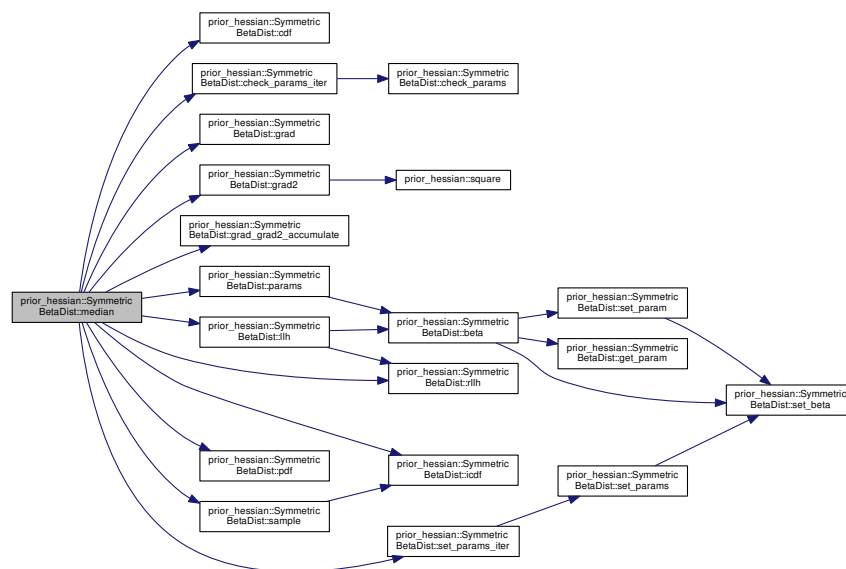 prior_hessian::Symmetric
BetaDist::median
prior_hessian::Symmetric
BetaDist::cdf
prior_hessian::Symmetric
BetaDist::check_params_iter
prior_hessian::Symmetric
BetaDist::check_params
prior_hessian::Symmetric
BetaDist::grad
prior_hessian::Symmetric
BetaDist::grad2
prior_hessian::square
prior_hessian::Symmetric
BetaDist::grad_grad2_accumulate
prior_hessian::Symmetric
BetaDist::params
prior_hessian::Symmetric
BetaDist::llh
prior_hessian::Symmetric
BetaDist::beta
prior_hessian::Symmetric
BetaDist::rllh
prior_hessian::Symmetric
BetaDist::set_param
prior_hessian::Symmetric
BetaDist::get_param
prior_hessian::Symmetric
BetaDist::set_beta
prior_hessian::Symmetric
BetaDist::pdf
prior_hessian::Symmetric
BetaDist::icdf
prior_hessian::Symmetric
BetaDist::sample
prior_hessian::Symmetric
BetaDist::set_params_iter
prior_hessian::Symmetric
BetaDist::set_params